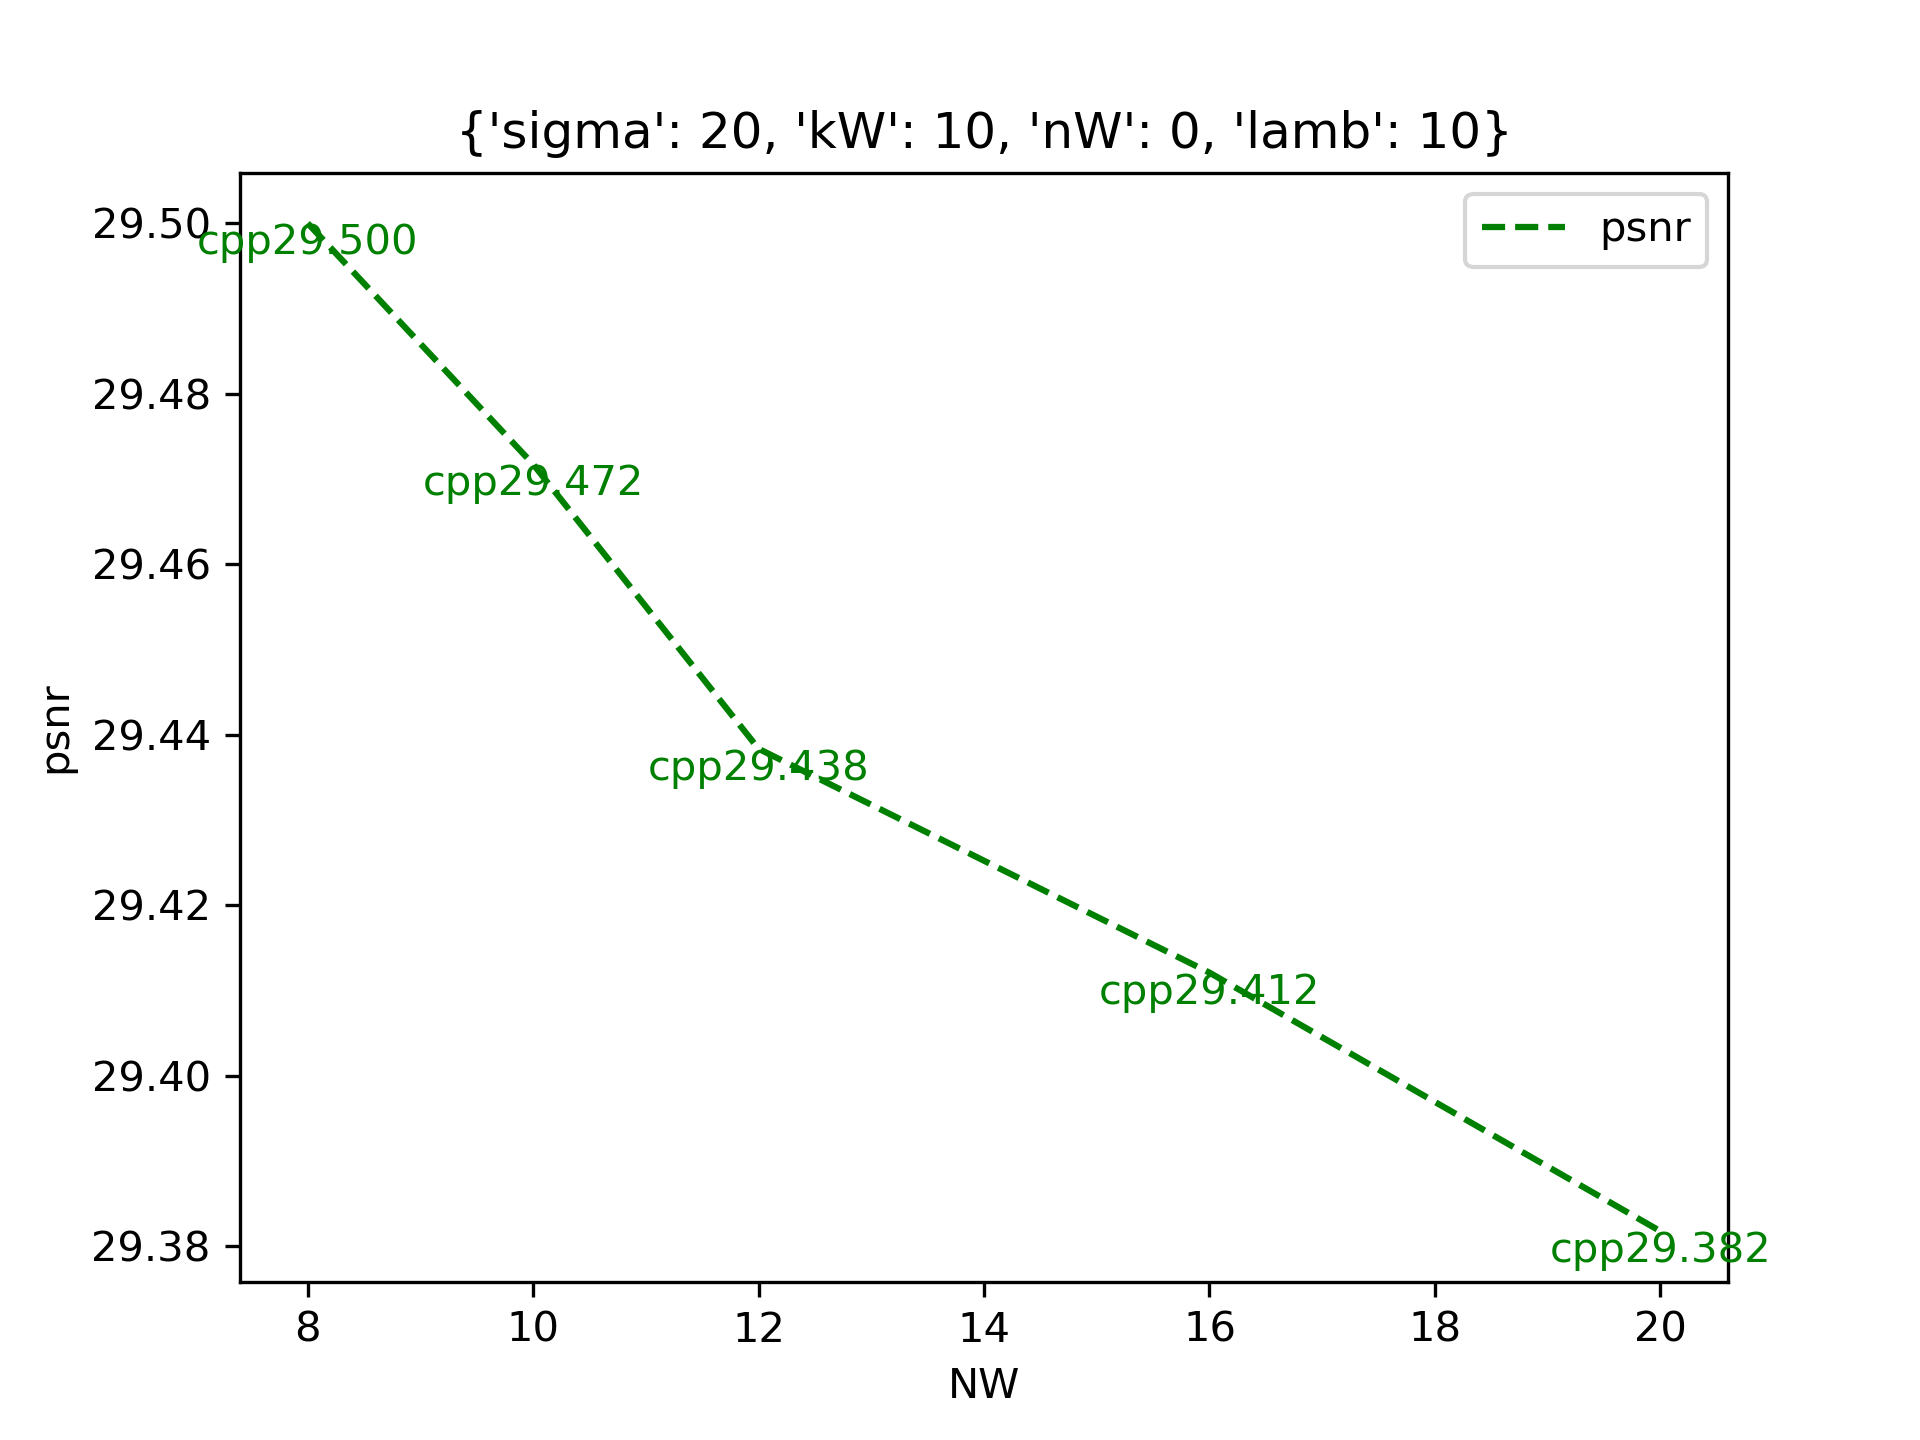 {'sigma': 20, 'kW': 10, 'nW': 0, 'lamb': 10}
psnr
29.50
29.48
29.46
29.44
29.42
29.40
29.38
psnr
cpp29.500
cpp29.472
cpp29.438
cpp29.412
cpp29.382
8 10 12 14 16 18 20
NW